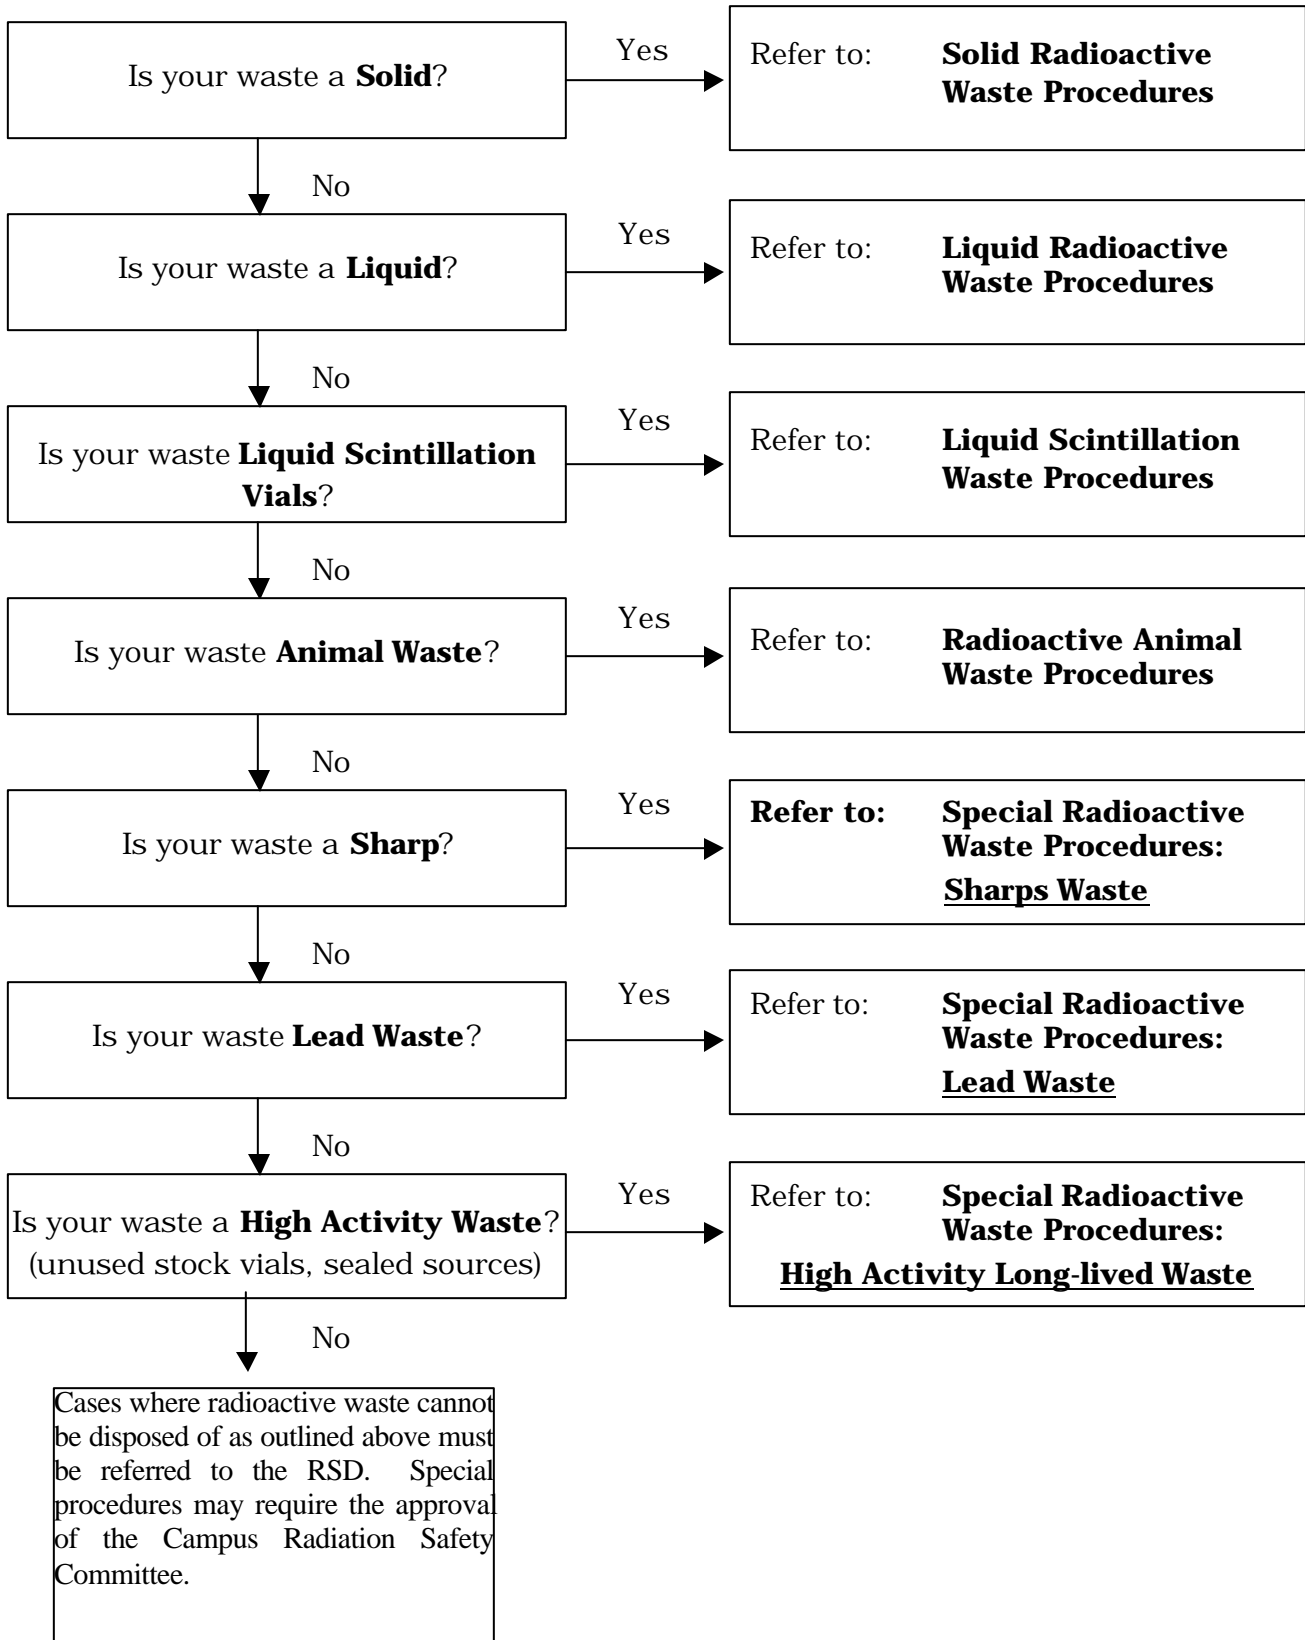 Is your waste a Solid?
Yes
Refer to: Solid Radioactive
Waste Procedures
No
Is your waste a Liquid?
Yes
Refer to: Liquid Radioactive
Waste Procedures
No
Is your waste Liquid Scintillation
Vials?
Yes
Refer to: Liquid Scintillation
Waste Procedures
No
Is your waste Animal Waste?
Yes
Refer to: Radioactive Animal
Waste Procedures
No
Is your waste a Sharp?
Yes
Refer to: Special Radioactive
Waste Procedures:
Sharps Waste
No
Is your waste Lead Waste?
Yes
Refer to: Special Radioactive
Waste Procedures:
Lead Waste
No
Is your waste a High Activity Waste?
(unused stock vials, sealed sources)
Yes
Refer to: Special Radioactive
Waste Procedures:
High Activity Long-lived Waste
No
Cases where radioactive waste cannot
be disposed of as outlined above must
be referred to the RSD. Special
procedures may require the approval
of the Campus Radiation Safety
Committee.